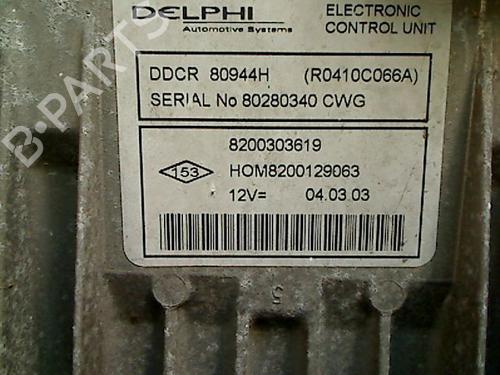 DELPHI
Automotive Systems
ELECTRONIC
CONTROL UNIT
DDCR 80944H (R0410C066A)
SERIAL No 80280340 CWG
8200303619
153
HOM8200129063
12V= 04.03.03
B-PARTS
5